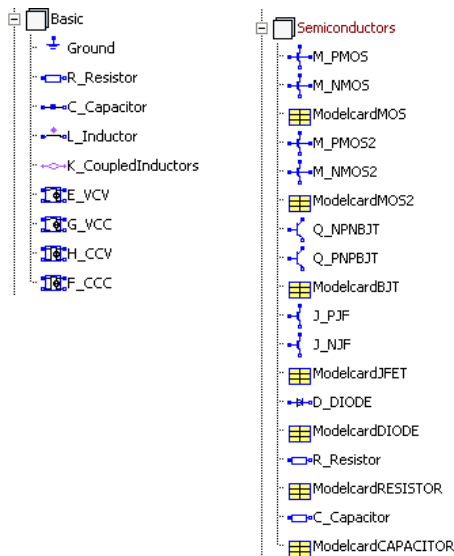 Basic
Ground
R_Resistor
C_Capacitor
L_Inductor
K_CoupledInductors
E_VCV
G_VCC
H_CCV
F_CCC
Semiconductors
M_PMOS
M_NMOS
ModelcardMOS
M_PMOS2
M_NMOS2
ModelcardMOS2
Q_NPNBJT
Q_PNPBJT
ModelcardBJT
J_PJF
J_NJF
ModelcardJFET
D_DIODE
ModelcardDIODE
R_Resistor
ModelcardRESISTOR
C_Capacitor
ModelcardCAPACITOR